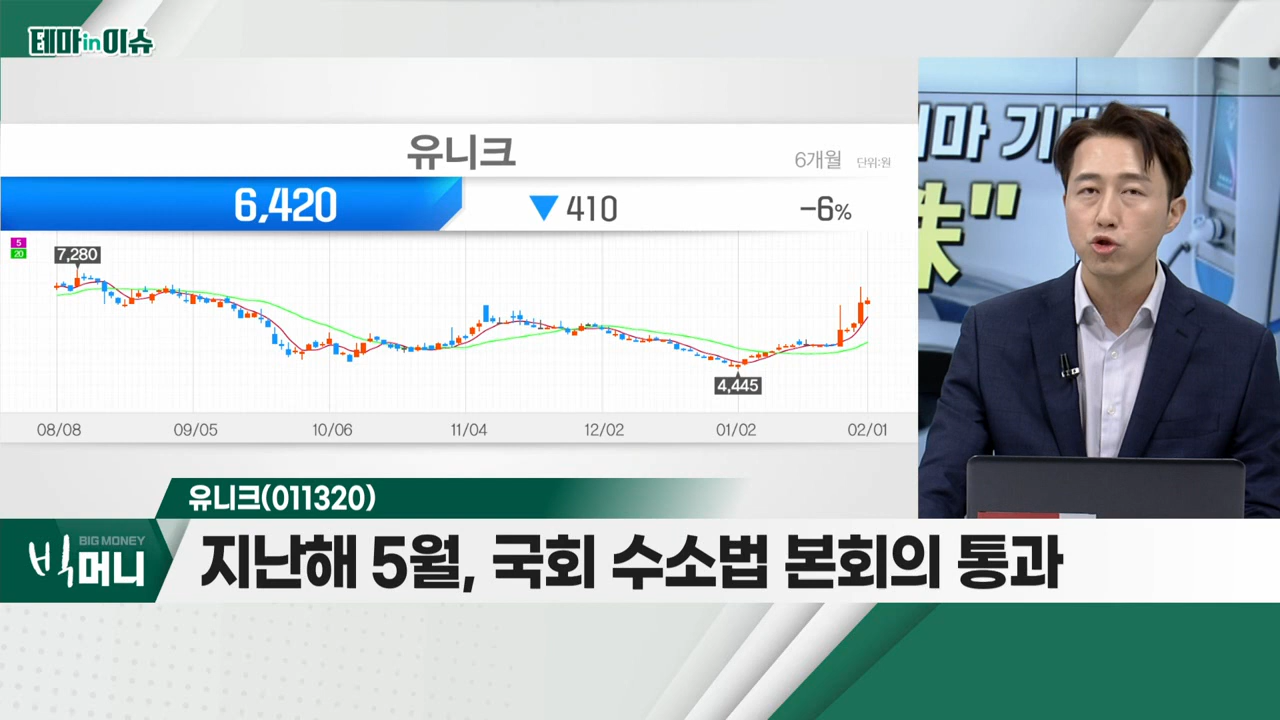 테마in이슈
유니크
6개월 단위:원
6,420 ▼410 -6%
5
20
7,280
4,445
08/08 09/05 10/06 11/04 12/02 01/02 02/01
유니크(011320)
BIG MONEY
빅머니
지난해 5월, 국회 수소법 본회의 통과
株"